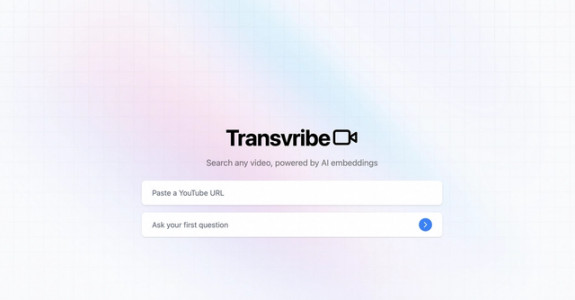 Transvribe
Search any video, powered by AI embeddings
Paste a YouTube URL
Ask your first question